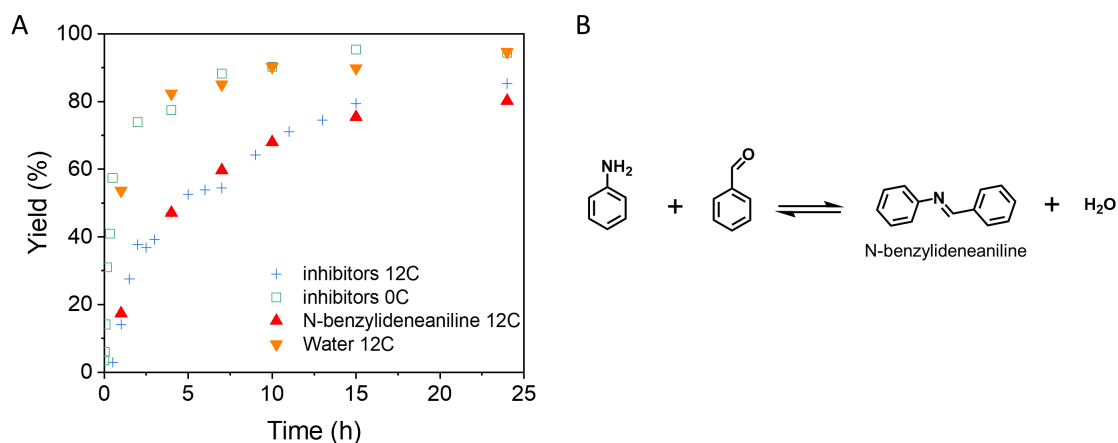 A
B
Yield (%)
100
80
60
40
20
0
inhibitors 12C
inhibitors 0C
N-benzylideneaniline 12C
Water 12C
0
5
10
15
20
25
Time (h)
NH₂
+
O
N
+
H₂O
N-benzylideneaniline